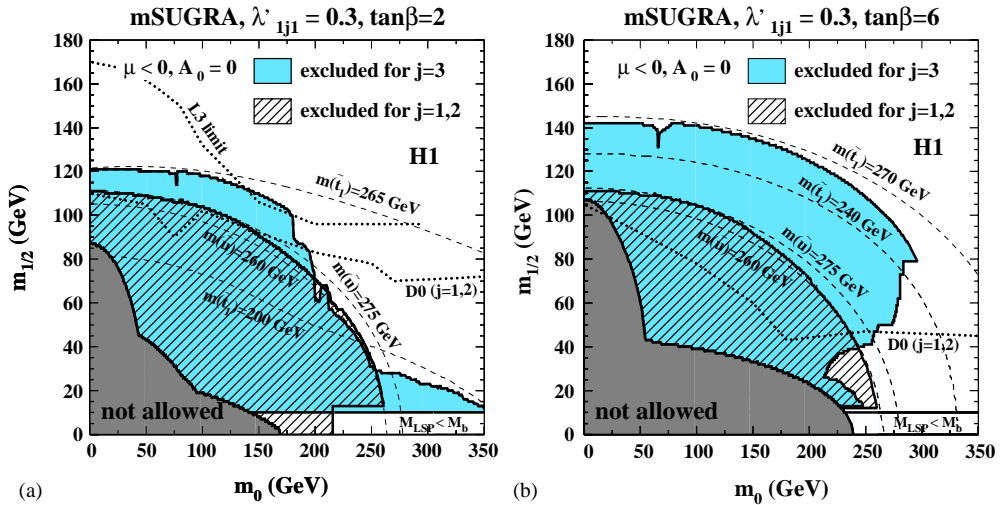 mSUGRA, λ’ 1j1 = 0.3, tanβ=2
μ < 0, A0 = 0
excluded for j=3
excluded for j=1,2
L3 limit
H1
m(t̃1)=265 GeV
m(ũ)=260 GeV
m(ũ)=275 GeV
m(t̃1)=200 GeV
D0 (j=1,2)
not allowed
MLSP < Mb
m1/2 (GeV)
180
160
140
120
100
80
60
40
20
0
0 50 100 150 200 250 300 350
m0 (GeV)
(a)
mSUGRA, λ’ 1j1 = 0.3, tanβ=6
μ < 0, A0 = 0
excluded for j=3
excluded for j=1,2
H1
m(t̃1)=270 GeV
m(t̃1)=240 GeV
m(ũ)=275 GeV
m(ũ)=260 GeV
D0 (j=1,2)
not allowed
MLSP < Mb
m1/2 (GeV)
180
160
140
120
100
80
60
40
20
0
0 50 100 150 200 250 300 350
m0 (GeV)
(b)